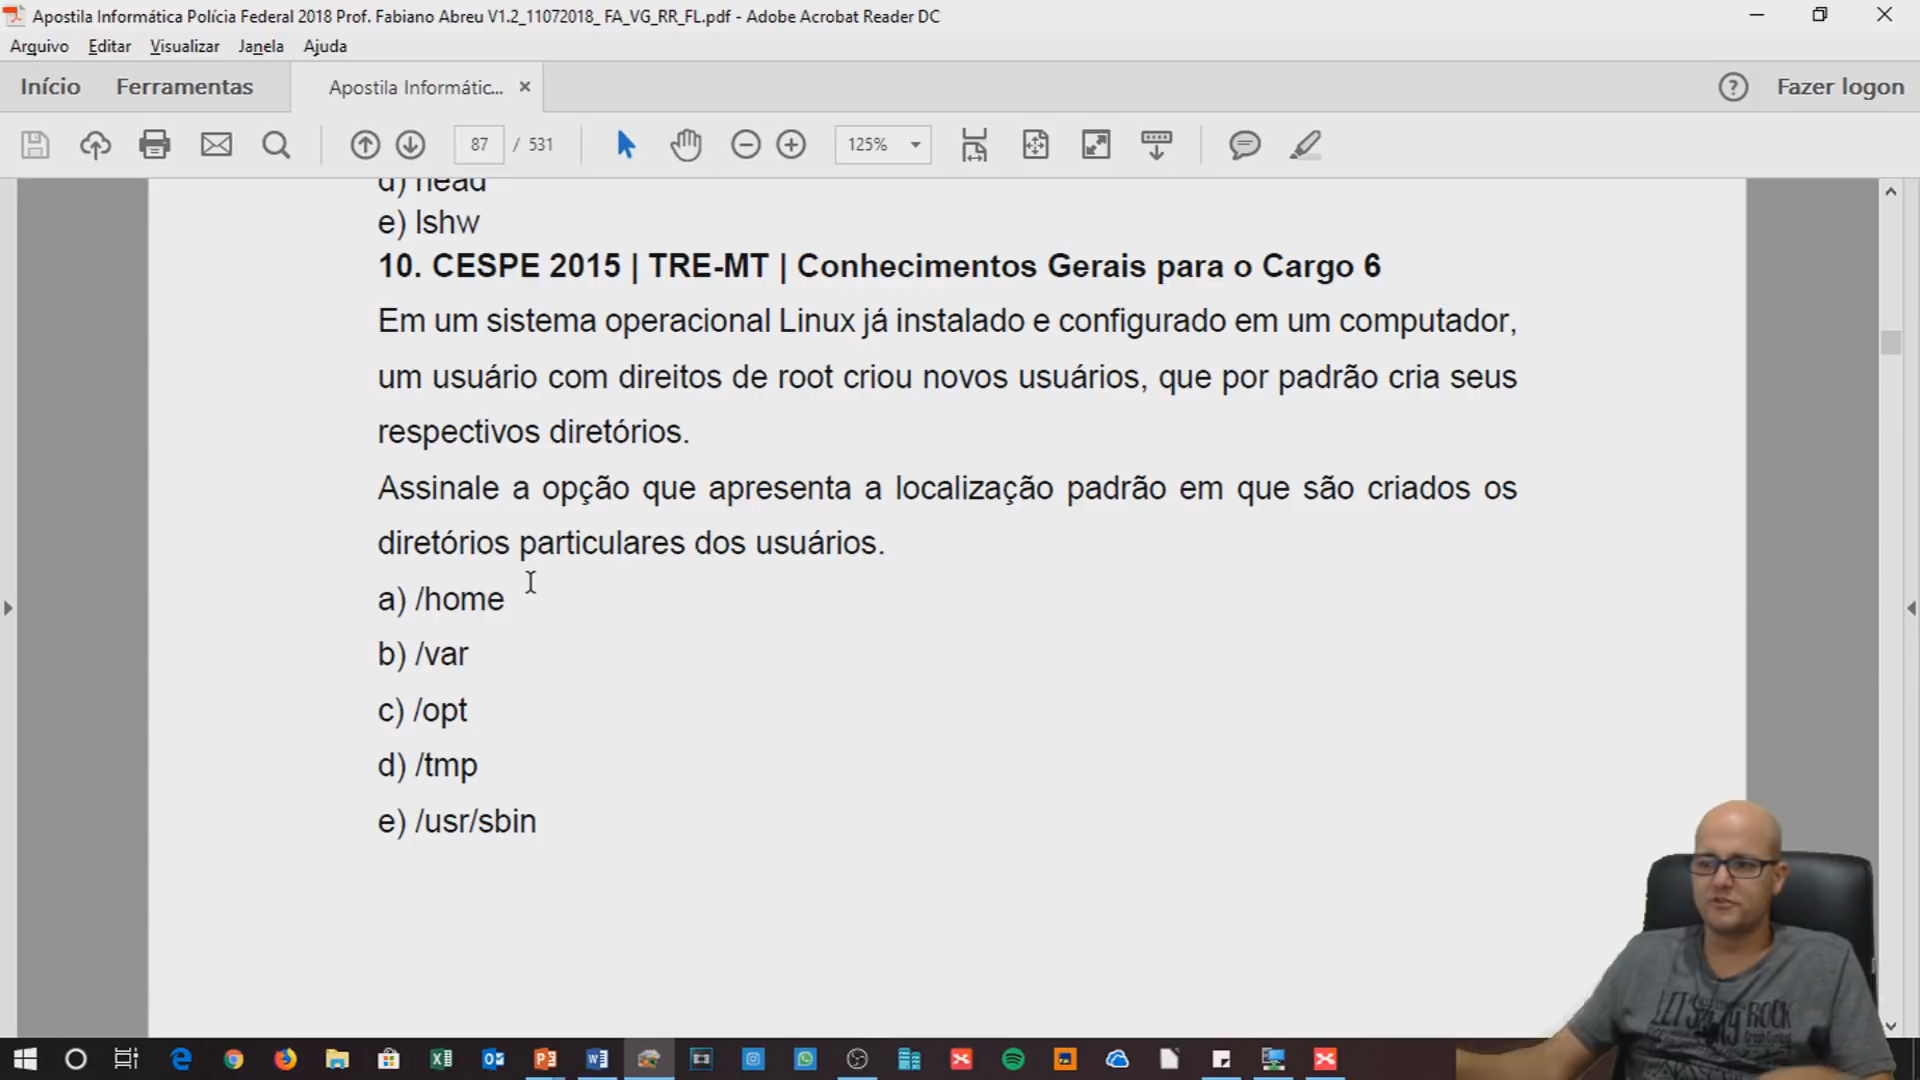 Apostila Informática Polícia Federal 2018 Prof. Fabiano Abreu V1.2_11072018_ FA_VG_RR_FL.pdf - Adobe Acrobat Reader DC
Arquivo Editar Visualizar Janela Ajuda
Início Ferramentas Apostila Informátic... Fazer logon
87 / 531 125%
d) head
e) lshw
10. CESPE 2015 | TRE-MT | Conhecimentos Gerais para o Cargo 6
Em um sistema operacional Linux já instalado e configurado em um computador,
um usuário com direitos de root criou novos usuários, que por padrão cria seus
respectivos diretórios.
Assinale a opção que apresenta a localização padrão em que são criados os
diretórios particulares dos usuários.
a) /home
b) /var
c) /opt
d) /tmp
e) /usr/sbin